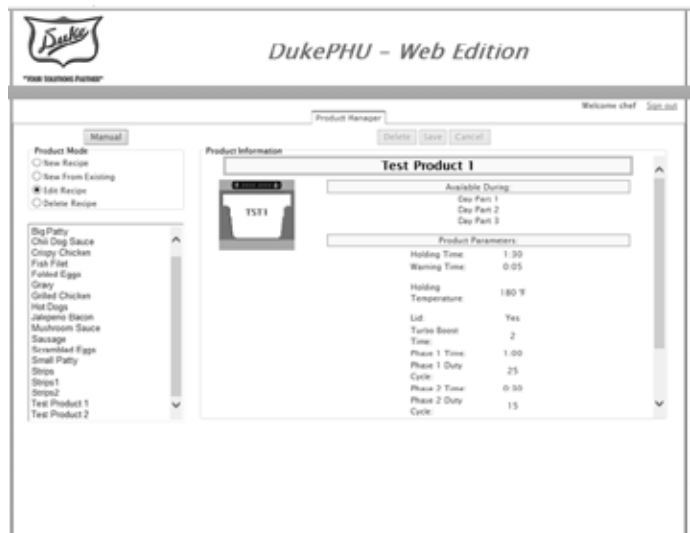 Duke
"YOUR SOLUTIONS PARTNER"
DukePHU – Web Edition
Welcome chef Sign out
Product Manager
Manual
Delete Save Cancel
Product Mode
New Recipe
New From Existing
Edit Recipe
Delete Recipe
Big Patty
Chili Dog Sauce
Crispy Chicken
Fish Filet
Folded Eggs
Gravy
Grilled Chicken
Hot Dogs
Jalapeno Bacon
Mushroom Sauce
Sausage
Scrambled Eggs
Small Patty
Strips
Strips1
Strips2
Test Product 1
Test Product 2
Product Information
Test Product 1
TST1
Available During:
Day Part 1
Day Part 2
Day Part 3
Product Parameters:
Holding Time: 1:30
Warning Time: 0:05
Holding
Temperature: 180 °F
Lid: Yes
Turbo Boost
Time: 2
Phase 1 Time: 1:00
Phase 1 Duty
Cycle: 25
Phase 2 Time: 0:30
Phase 2 Duty
Cycle: 15